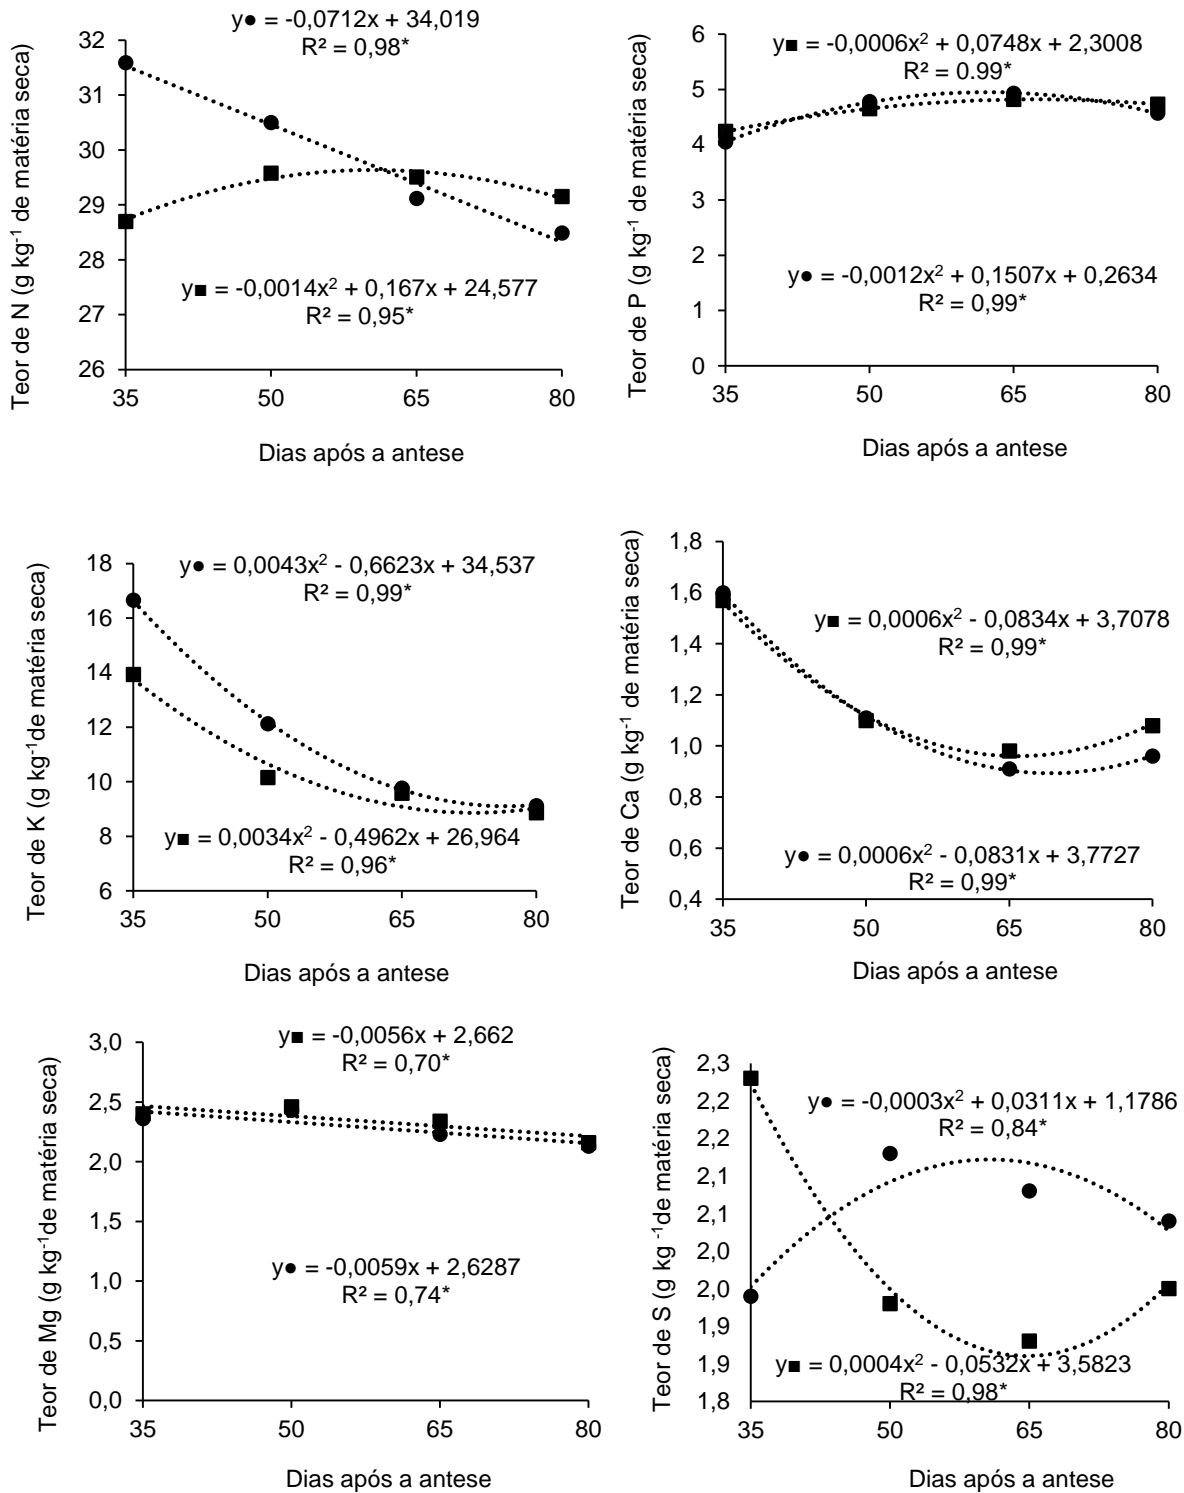 y● = -0,0712x + 34,019
R² = 0,98*
Teor de N (g kg-1 de matéria seca)
32
31
30
29
28
27
26
y■ = -0,0014x2 + 0,167x + 24,577
R² = 0,95*
35 50 65 80
Dias após a antese
y■ = -0,0006x2 + 0,0748x + 2,3008
R² = 0.99*
Teor de P (g kg-1 de matéria seca)
6
5
4
3
2
1
0
y● = -0,0012x2 + 0,1507x + 0,2634
R² = 0,99*
35 50 65 80
Dias após a antese
y● = 0,0043x2 - 0,6623x + 34,537
R² = 0,99*
Teor de K (g kg-1de matéria seca)
18
16
14
12
10
8
6
y■ = 0,0034x2 - 0,4962x + 26,964
R² = 0,96*
35 50 65 80
Dias após a antese
y■ = 0,0006x2 - 0,0834x + 3,7078
R² = 0,99*
Teor de Ca (g kg-1 de matéria seca)
1,8
1,6
1,4
1,2
1,0
0,8
0,6
0,4
y● = 0,0006x2 - 0,0831x + 3,7727
R² = 0,99*
35 50 65 80
Dias após a antese
y■ = -0,0056x + 2,662
R² = 0,70*
Teor de Mg (g kg-1de matéria seca)
3,0
2,5
2,0
1,5
1,0
0,5
0,0
y● = -0,0059x + 2,6287
R² = 0,74*
35 50 65 80
Dias após a antese
y● = -0,0003x2 + 0,0311x + 1,1786
R² = 0,84*
Teor de S (g kg -1de matéria seca)
2,3
2,2
2,2
2,1
2,1
2,0
2,0
1,9
1,9
1,8
y■ = 0,0004x2 - 0,0532x + 3,5823
R² = 0,98*
35 50 65 80
Dias após a antese